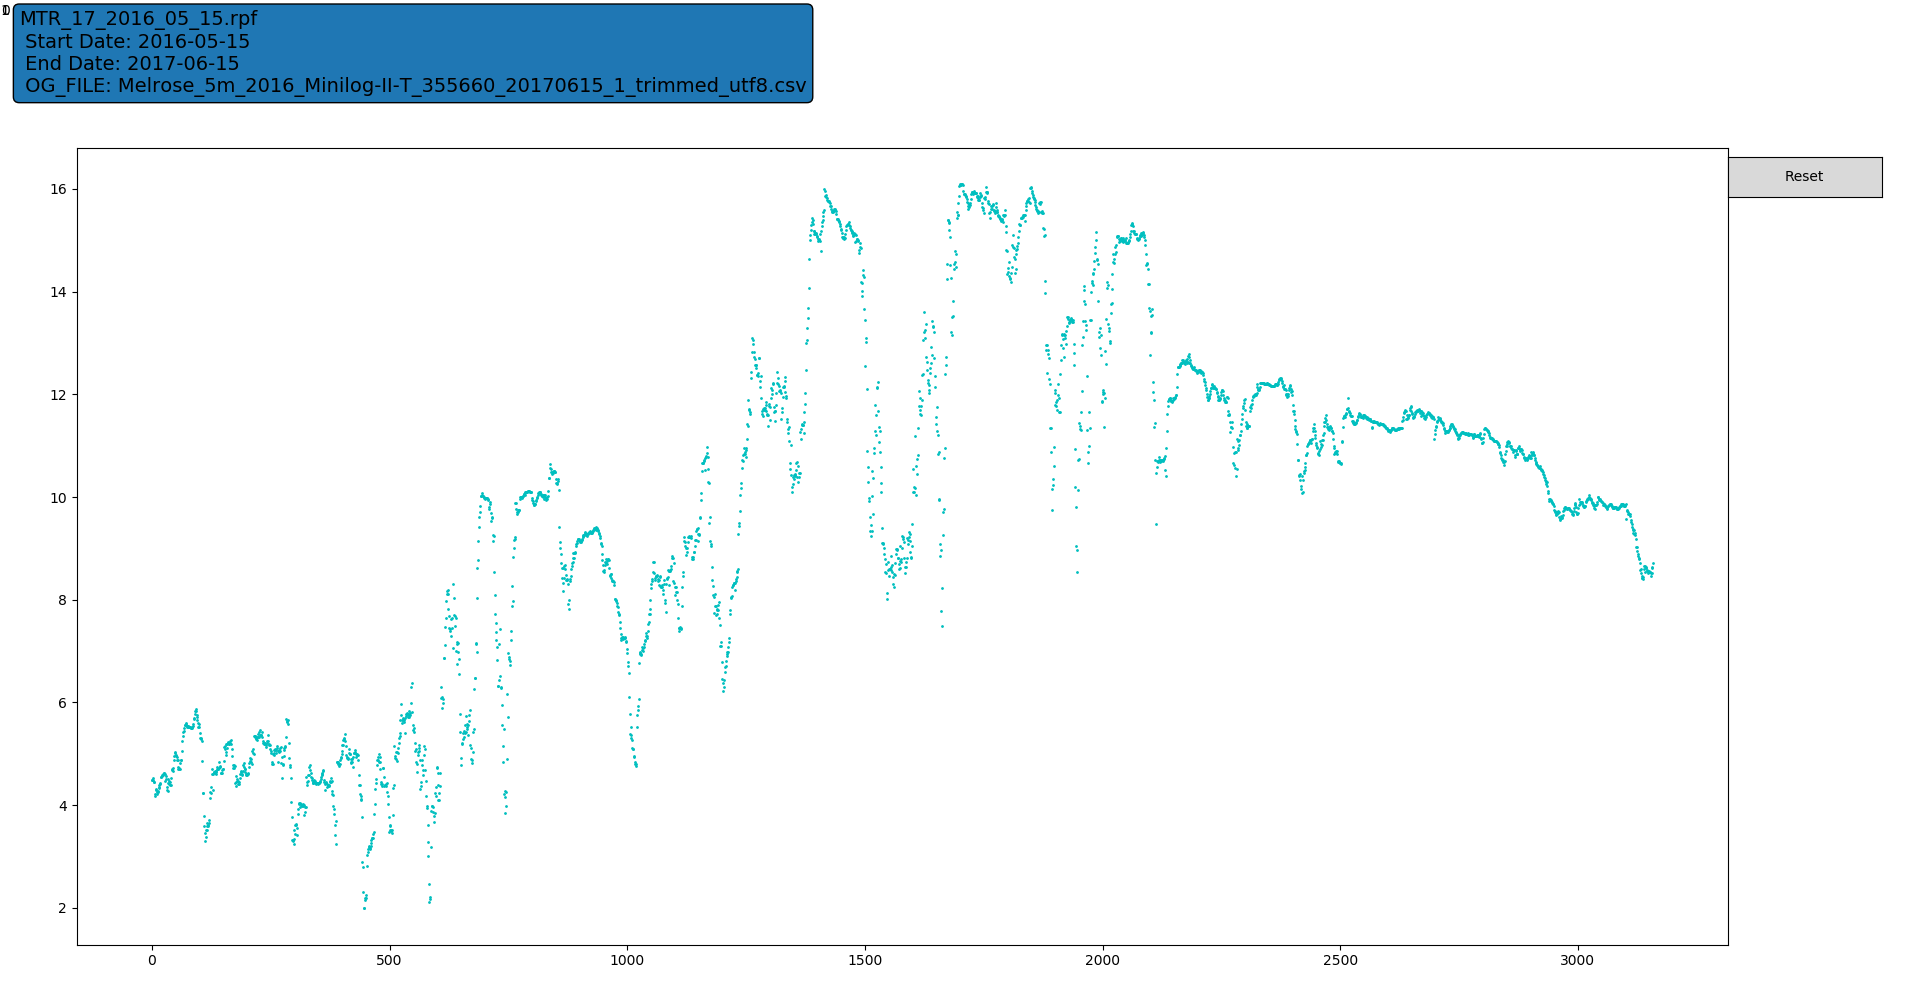 MTR_17_2016_05_15.rpf
Start Date: 2016-05-15
End Date: 2017-06-15
OG_FILE: Melrose_5m_2016_Minilog-II-T_355660_20170615_1_trimmed_utf8.csv
Reset
16
14
12
10
8
6
4
2
0 500 1000 1500 2000 2500 3000